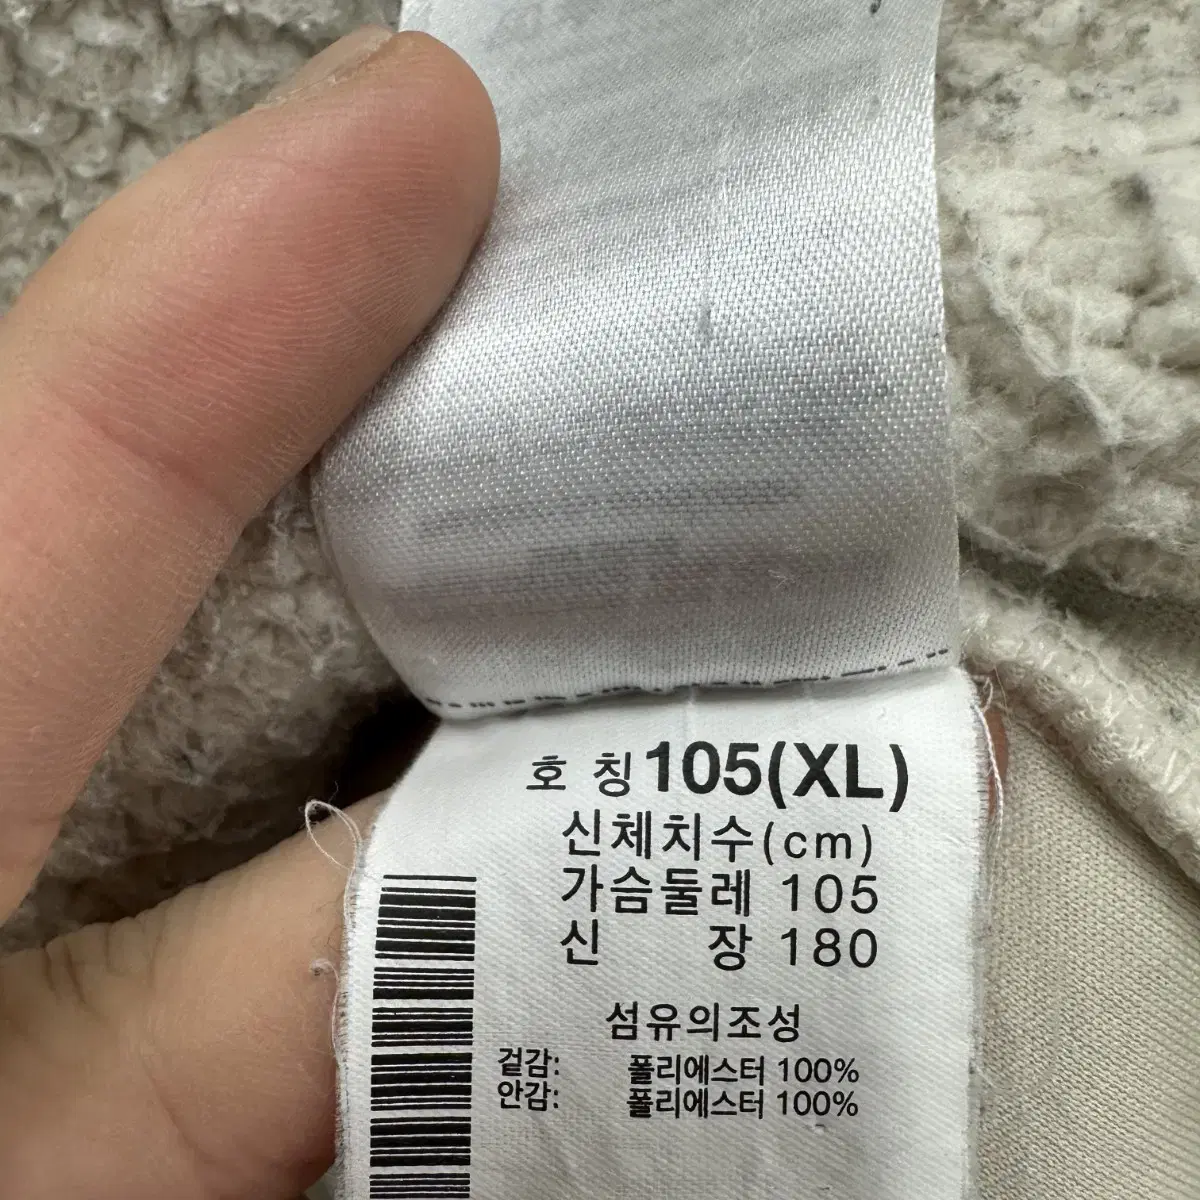 호 칭 105(XL)
신체치수(cm)
가슴둘레 105
신 장 180
섬유의조성
겉감: 폴리에스터 100%
안감: 폴리에스터 100%